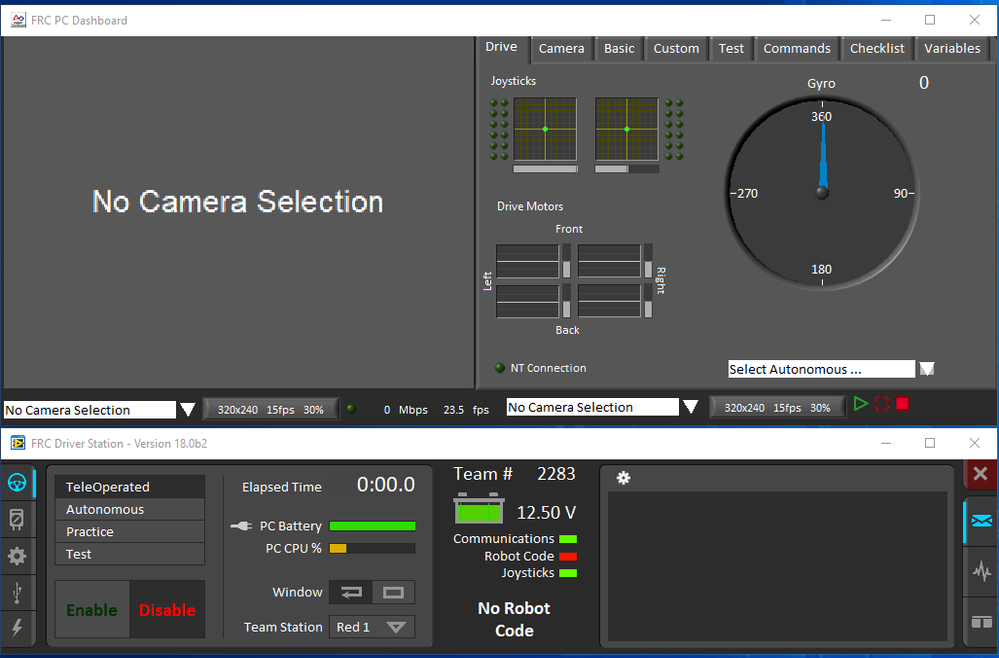 FRC PC Dashboard
No Camera Selection
Drive Camera Basic Custom Test Commands Checklist Variables
Joysticks
Gyro 0
360
270
90
180
Drive Motors
Front
Left
Right
Back
NT Connection
Select Autonomous ...
No Camera Selection
320x240 15fps 30%
0 Mbps 23.5 fps
No Camera Selection
320x240 15fps 30%
FRC Driver Station - Version 18.0b2
TeleOperated
Autonomous
Practice
Test
Enable
Disable
Elapsed Time 0:00.0
PC Battery
PC CPU %
Window
Team Station Red 1
Team # 2283
12.50 V
Communications
Robot Code
Joysticks
No Robot
Code